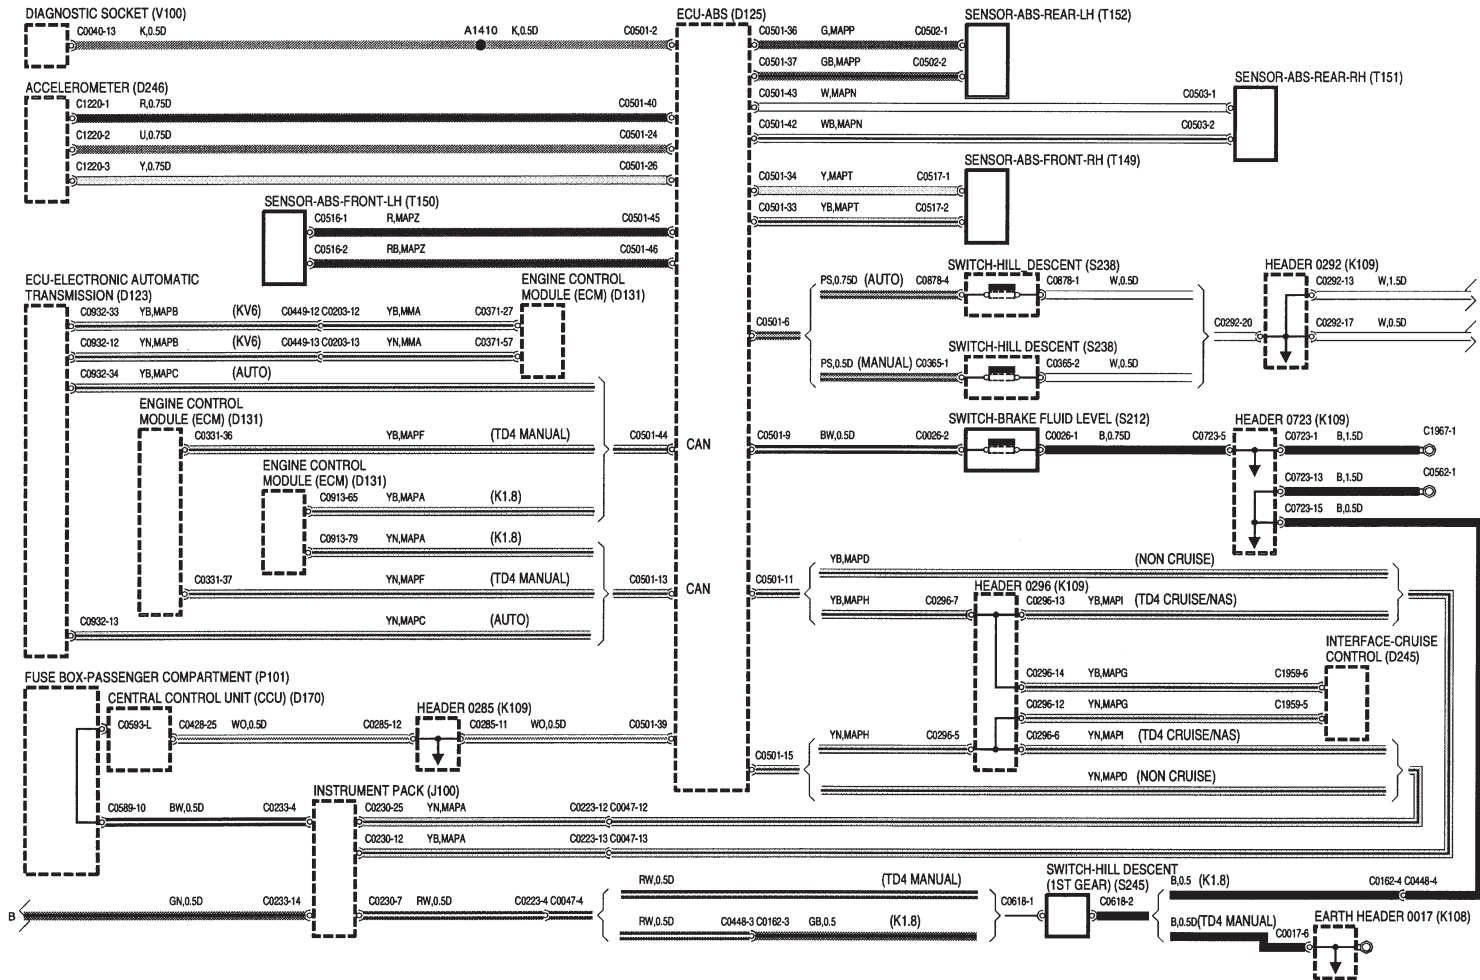 DIAGNOSTIC SOCKET (V100)
C0040-13 K,0.5D A1410 K,0.5D C0501-2
ACCELEROMETER (D246)
C1220-1 R,0.75D C0501-40
C1220-2 U,0.75D C0501-24
C1220-3 Y,0.75D C0501-26
SENSOR-ABS-FRONT-LH (T150)
C0516-1 R,MAPZ C0501-45
C0516-2 RB,MAPZ C0501-46
ECU-ELECTRONIC AUTOMATIC
TRANSMISSION (D123)
ENGINE CONTROL
MODULE (ECM) (D131)
C0932-33 YB,MAPB (KV6) C0449-12 C0203-12 YB,MMA C0371-27
C0932-12 YN,MAPB (KV6) C0449-13 C0203-13 YN,MMA C0371-57
C0932-34 YB,MAPC (AUTO)
ENGINE CONTROL
MODULE (ECM) (D131)
C0331-36 YB,MAPF (TD4 MANUAL) C0501-44 CAN
ENGINE CONTROL
MODULE (ECM) (D131)
C0913-65 YB,MAPA (K1.8)
C0913-79 YN,MAPA (K1.8)
C0331-37 YN,MAPF (TD4 MANUAL) C0501-13 CAN
C0932-13 YN,MAPC (AUTO)
FUSE BOX-PASSENGER COMPARTMENT (P101)
CENTRAL CONTROL UNIT (CCU) (D170)
HEADER 0285 (K109)
C0593-L C0428-25 WO,0.5D C0285-12 C0285-11 WO,0.5D C0501-39
ECU-ABS (D125)
SENSOR-ABS-REAR-LH (T152)
C0501-36 G,MAPP C0502-1
C0501-37 GB,MAPP C0502-2
SENSOR-ABS-REAR-RH (T151)
C0501-43 W,MAPN C0503-1
C0501-42 WB,MAPN C0503-2
SENSOR-ABS-FRONT-RH (T149)
C0501-34 Y,MAPT C0517-1
C0501-33 YB,MAPT C0517-2
SWITCH-HILL DESCENT (S238)
HEADER 0292 (K109)
PS,0.75D (AUTO) C0878-4 C0878-1 W,0.5D
C0292-13 W,1.5D
C0501-6 C0292-20 C0292-17 W,0.5D
SWITCH-HILL DESCENT (S238)
PS,0.5D (MANUAL) C0365-1 C0365-2 W,0.5D
SWITCH-BRAKE FLUID LEVEL (S212)
HEADER 0723 (K109)
C0501-9 BW,0.5D C0026-2 C0026-1 B,0.75D C0723-5 C0723-1 B,1.5D C1967-1
C0723-13 B,1.5D C0562-1
C0723-15 B,0.5D
YB,MAPD (NON CRUISE)
C0501-11
HEADER 0296 (K109)
YB,MAPH C0296-7 C0296-13 YB,MAPI (TD4 CRUISE/NAS)
INTERFACE-CRUISE
CONTROL (D245)
C0296-14 YB,MAPG C1959-6
C0296-12 YN,MAPG C1959-5
YN,MAPH C0296-5 C0296-6 YN,MAPI (TD4 CRUISE/NAS)
C0501-15
YN,MAPD (NON CRUISE)
INSTRUMENT PACK (J100)
C0589-10 BW,0.5D C0233-4 C0230-25 YN,MAPA C0223-12 C0047-12
C0230-12 YB,MAPA C0223-13 C0047-13
B GN,0.5D C0233-14 C0230-7 RW,0.5D C0223-4 C0047-4
RW,0.5D (TD4 MANUAL)
RW,0.5D C0448-3 C0162-3 GB,0.5 (K1.8)
SWITCH-HILL DESCENT
(1ST GEAR) (S245)
C0618-1 C0618-2
B,0.5 (K1.8) C0162-4 C0448-4
B,0.5D(TD4 MANUAL) C0017-6
EARTH HEADER 0017 (K108)